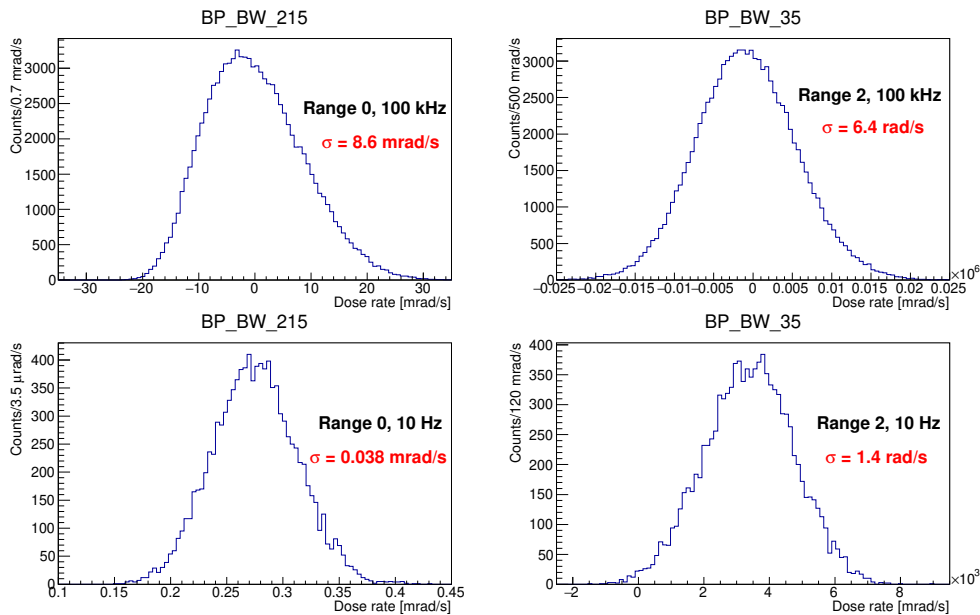 BP_BW_215
Counts/0.7 mrad/s
3000
2500
2000
1500
1000
500
0
Range 0, 100 kHz
σ = 8.6 mrad/s
−30 −20 −10 0 10 20 30
Dose rate [mrad/s]
BP_BW_35
Counts/500 mrad/s
3000
2500
2000
1500
1000
500
0
Range 2, 100 kHz
σ = 6.4 rad/s
×10⁶
−0.025 −0.02 −0.015 −0.01 −0.005 0 0.005 0.01 0.015 0.02 0.025
Dose rate [mrad/s]
BP_BW_215
Counts/3.5 μrad/s
400
350
300
250
200
150
100
50
0
Range 0, 10 Hz
σ = 0.038 mrad/s
0.1 0.15 0.2 0.25 0.3 0.35 0.4 0.45
Dose rate [mrad/s]
BP_BW_35
Counts/120 mrad/s
400
350
300
250
200
150
100
50
0
Range 2, 10 Hz
σ = 1.4 rad/s
×10³
−2 0 2 4 6 8
Dose rate [mrad/s]